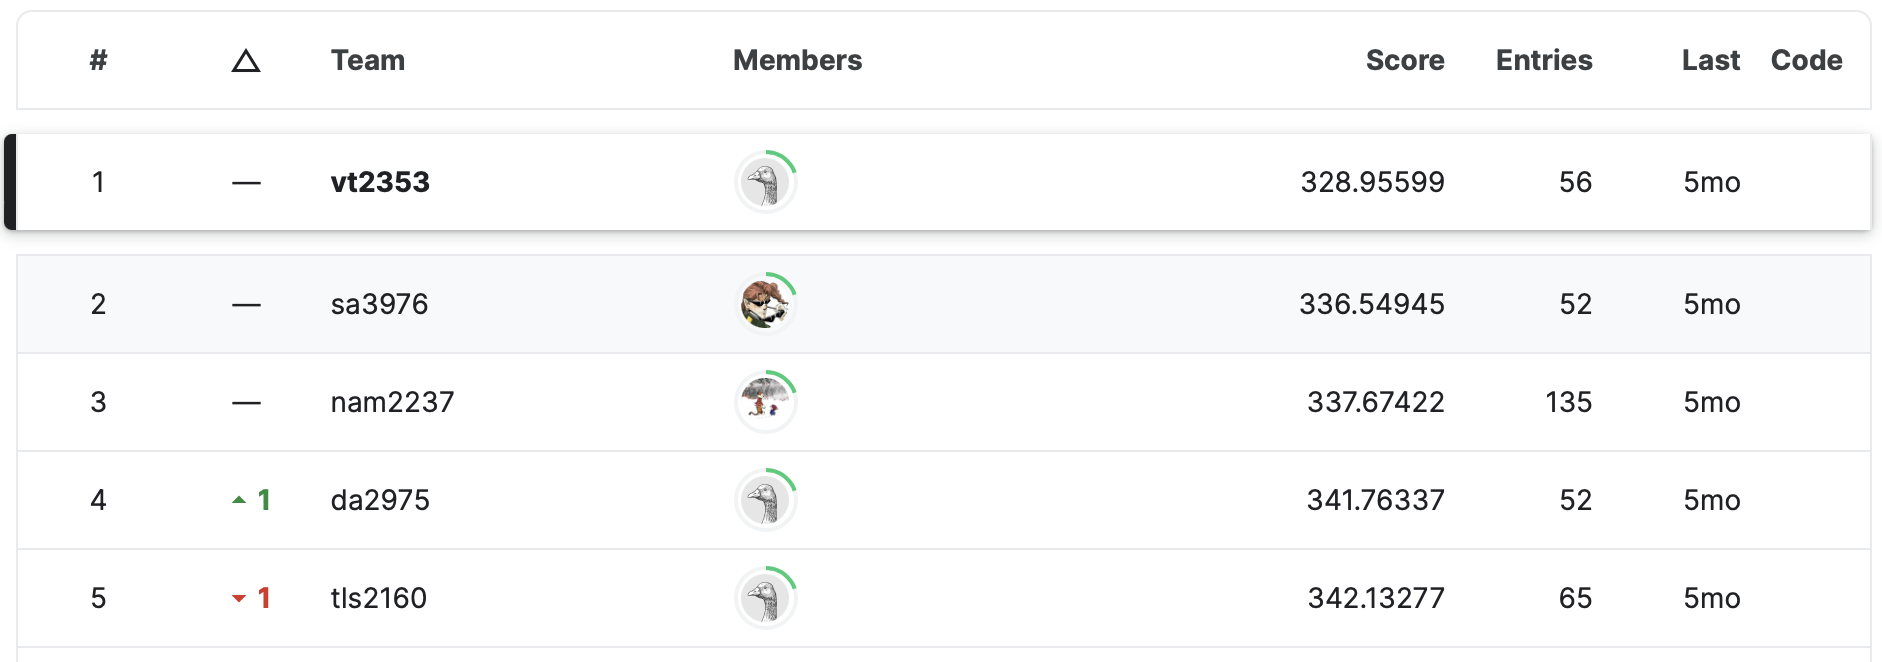 # △ Team Members Score Entries Last Code
1 — vt2353 328.95599 56 5mo
2 — sa3976 336.54945 52 5mo
3 — nam2237 337.67422 135 5mo
4 ▲ 1 da2975 341.76337 52 5mo
5 ▼ 1 tls2160 342.13277 65 5mo